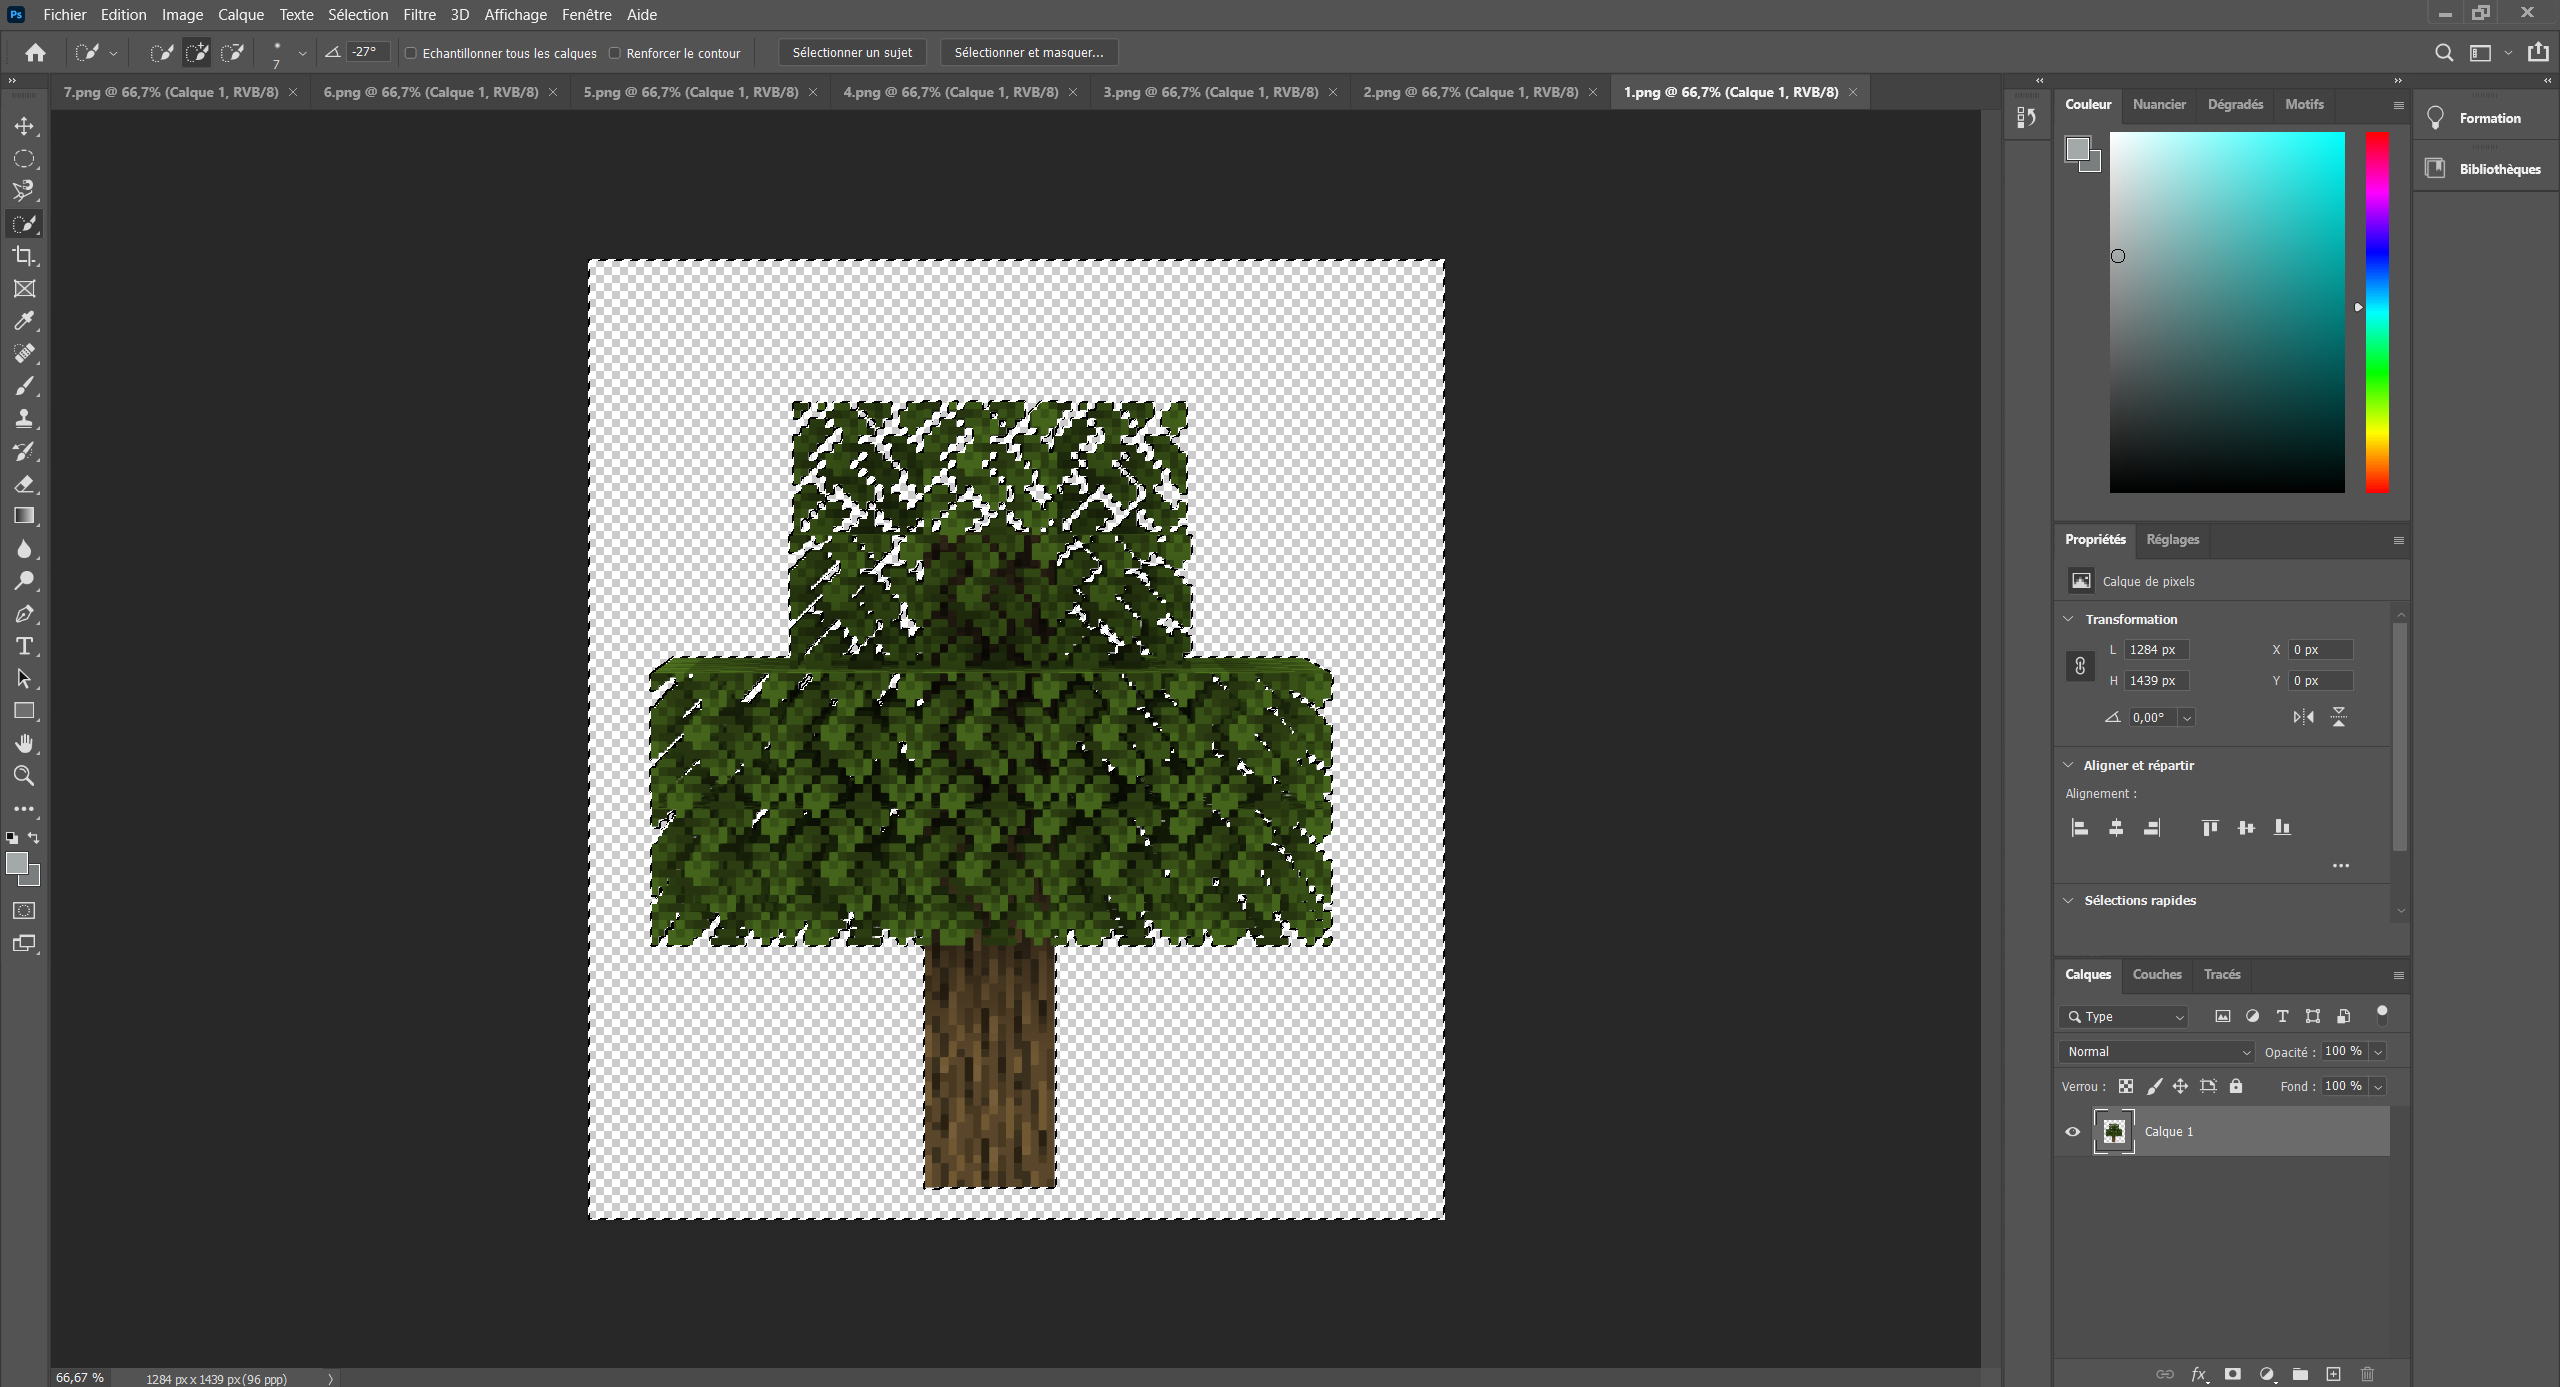 Ps Fichier Edition Image Calque Texte Sélection Filtre 3D Affichage Fenêtre Aide
7 -27° Echantillonner tous les calques Renforcer le contour Sélectionner un sujet Sélectionner et masquer...
7.png @ 66,7% (Calque 1, RVB/8) 6.png @ 66,7% (Calque 1, RVB/8) 5.png @ 66,7% (Calque 1, RVB/8) 4.png @ 66,7% (Calque 1, RVB/8) 3.png @ 66,7% (Calque 1, RVB/8) 2.png @ 66,7% (Calque 1, RVB/8) 1.png @ 66,7% (Calque 1, RVB/8)
Couleur Nuancier Dégradés Motifs
Formation
Bibliothèques
Propriétés Réglages
Calque de pixels
Transformation
L 1284 px X 0 px
H 1439 px Y 0 px
0,00°
Aligner et répartir
Alignement :
Sélections rapides
Calques Couches Tracés
Type
Normal Opacité : 100 %
Verrou : Fond : 100 %
Calque 1
fx
66,67 % 1284 px x 1439 px (96 ppp)